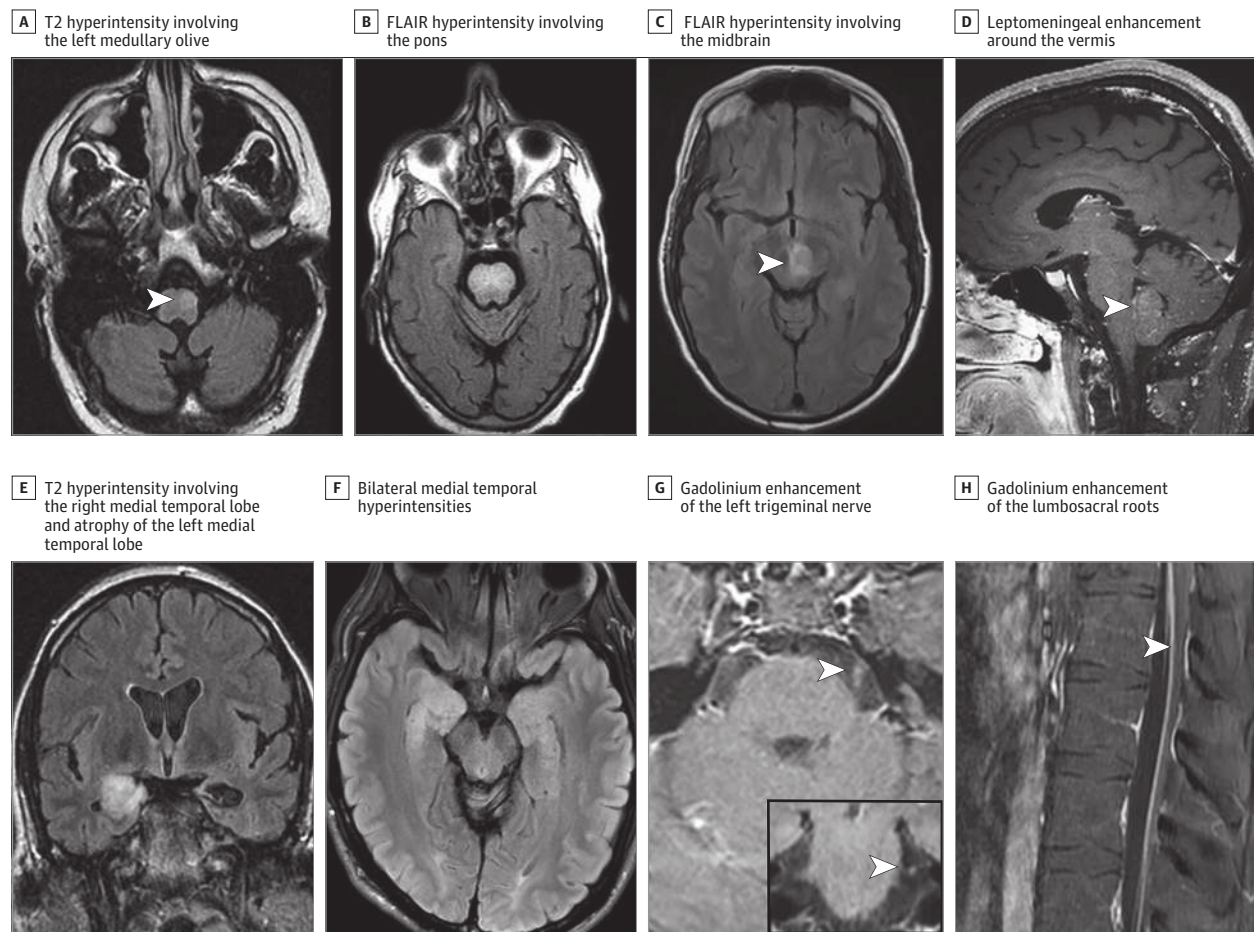 A T2 hyperintensity involving
the left medullary olive
B FLAIR hyperintensity involving
the pons
C FLAIR hyperintensity involving
the midbrain
D Leptomeningeal enhancement
around the vermis
E T2 hyperintensity involving
the right medial temporal lobe
and atrophy of the left medial
temporal lobe
F Bilateral medial temporal
hyperintensities
G Gadolinium enhancement
of the left trigeminal nerve
H Gadolinium enhancement
of the lumbosacral roots